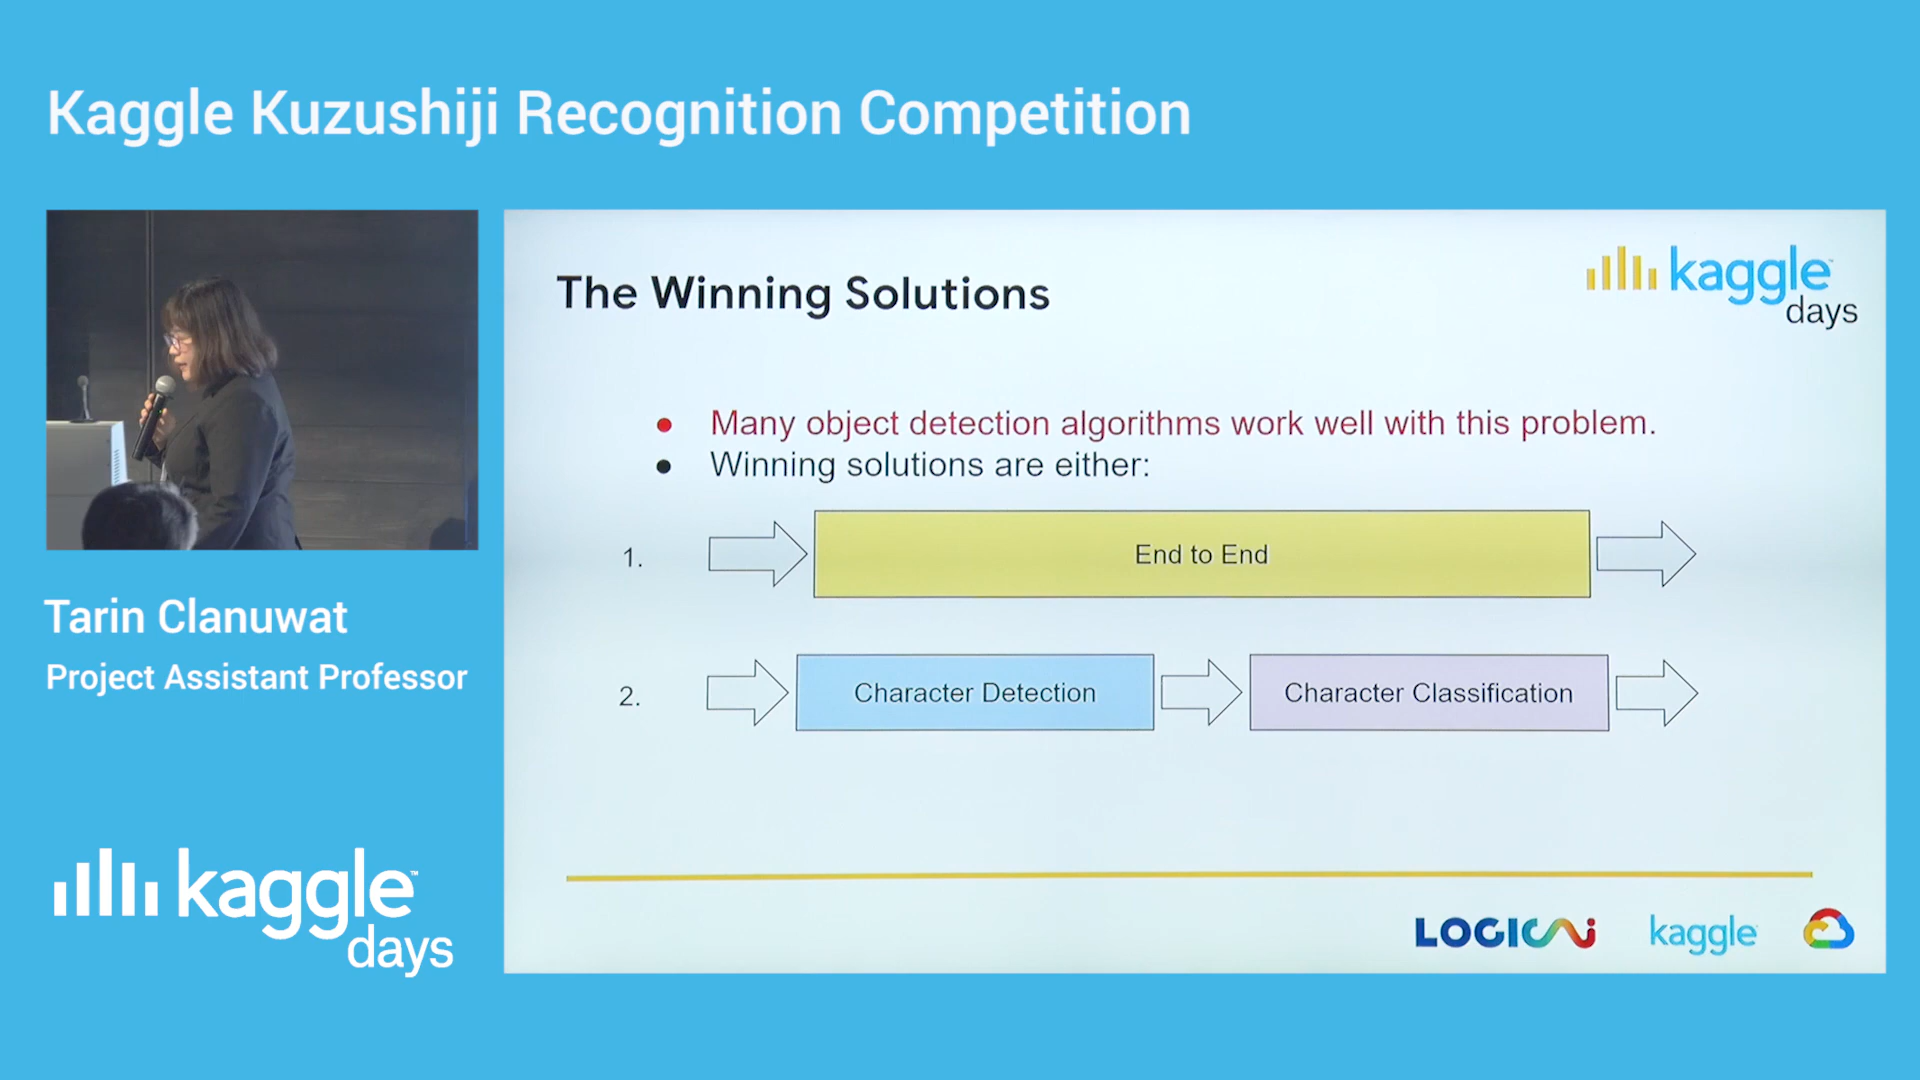 Kaggle Kuzushiji Recognition Competition
Tarin Clanuwat
Project Assistant Professor
kaggle
days
The Winning Solutions
kaggle
days
• Many object detection algorithms work well with this problem.
• Winning solutions are either:
1. End to End
2. Character Detection Character Classification
LOGICAI kaggle